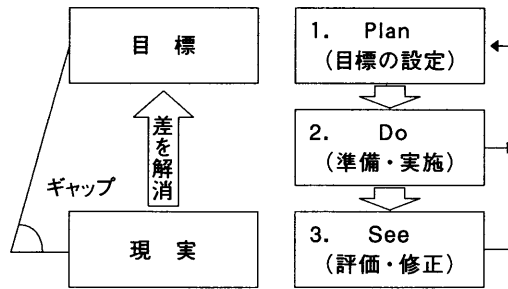 目 標
差を解消
ギャップ
現 実
1. Plan
(目標の設定)
2. Do
(準備・実施)
3. See
(評価・修正)